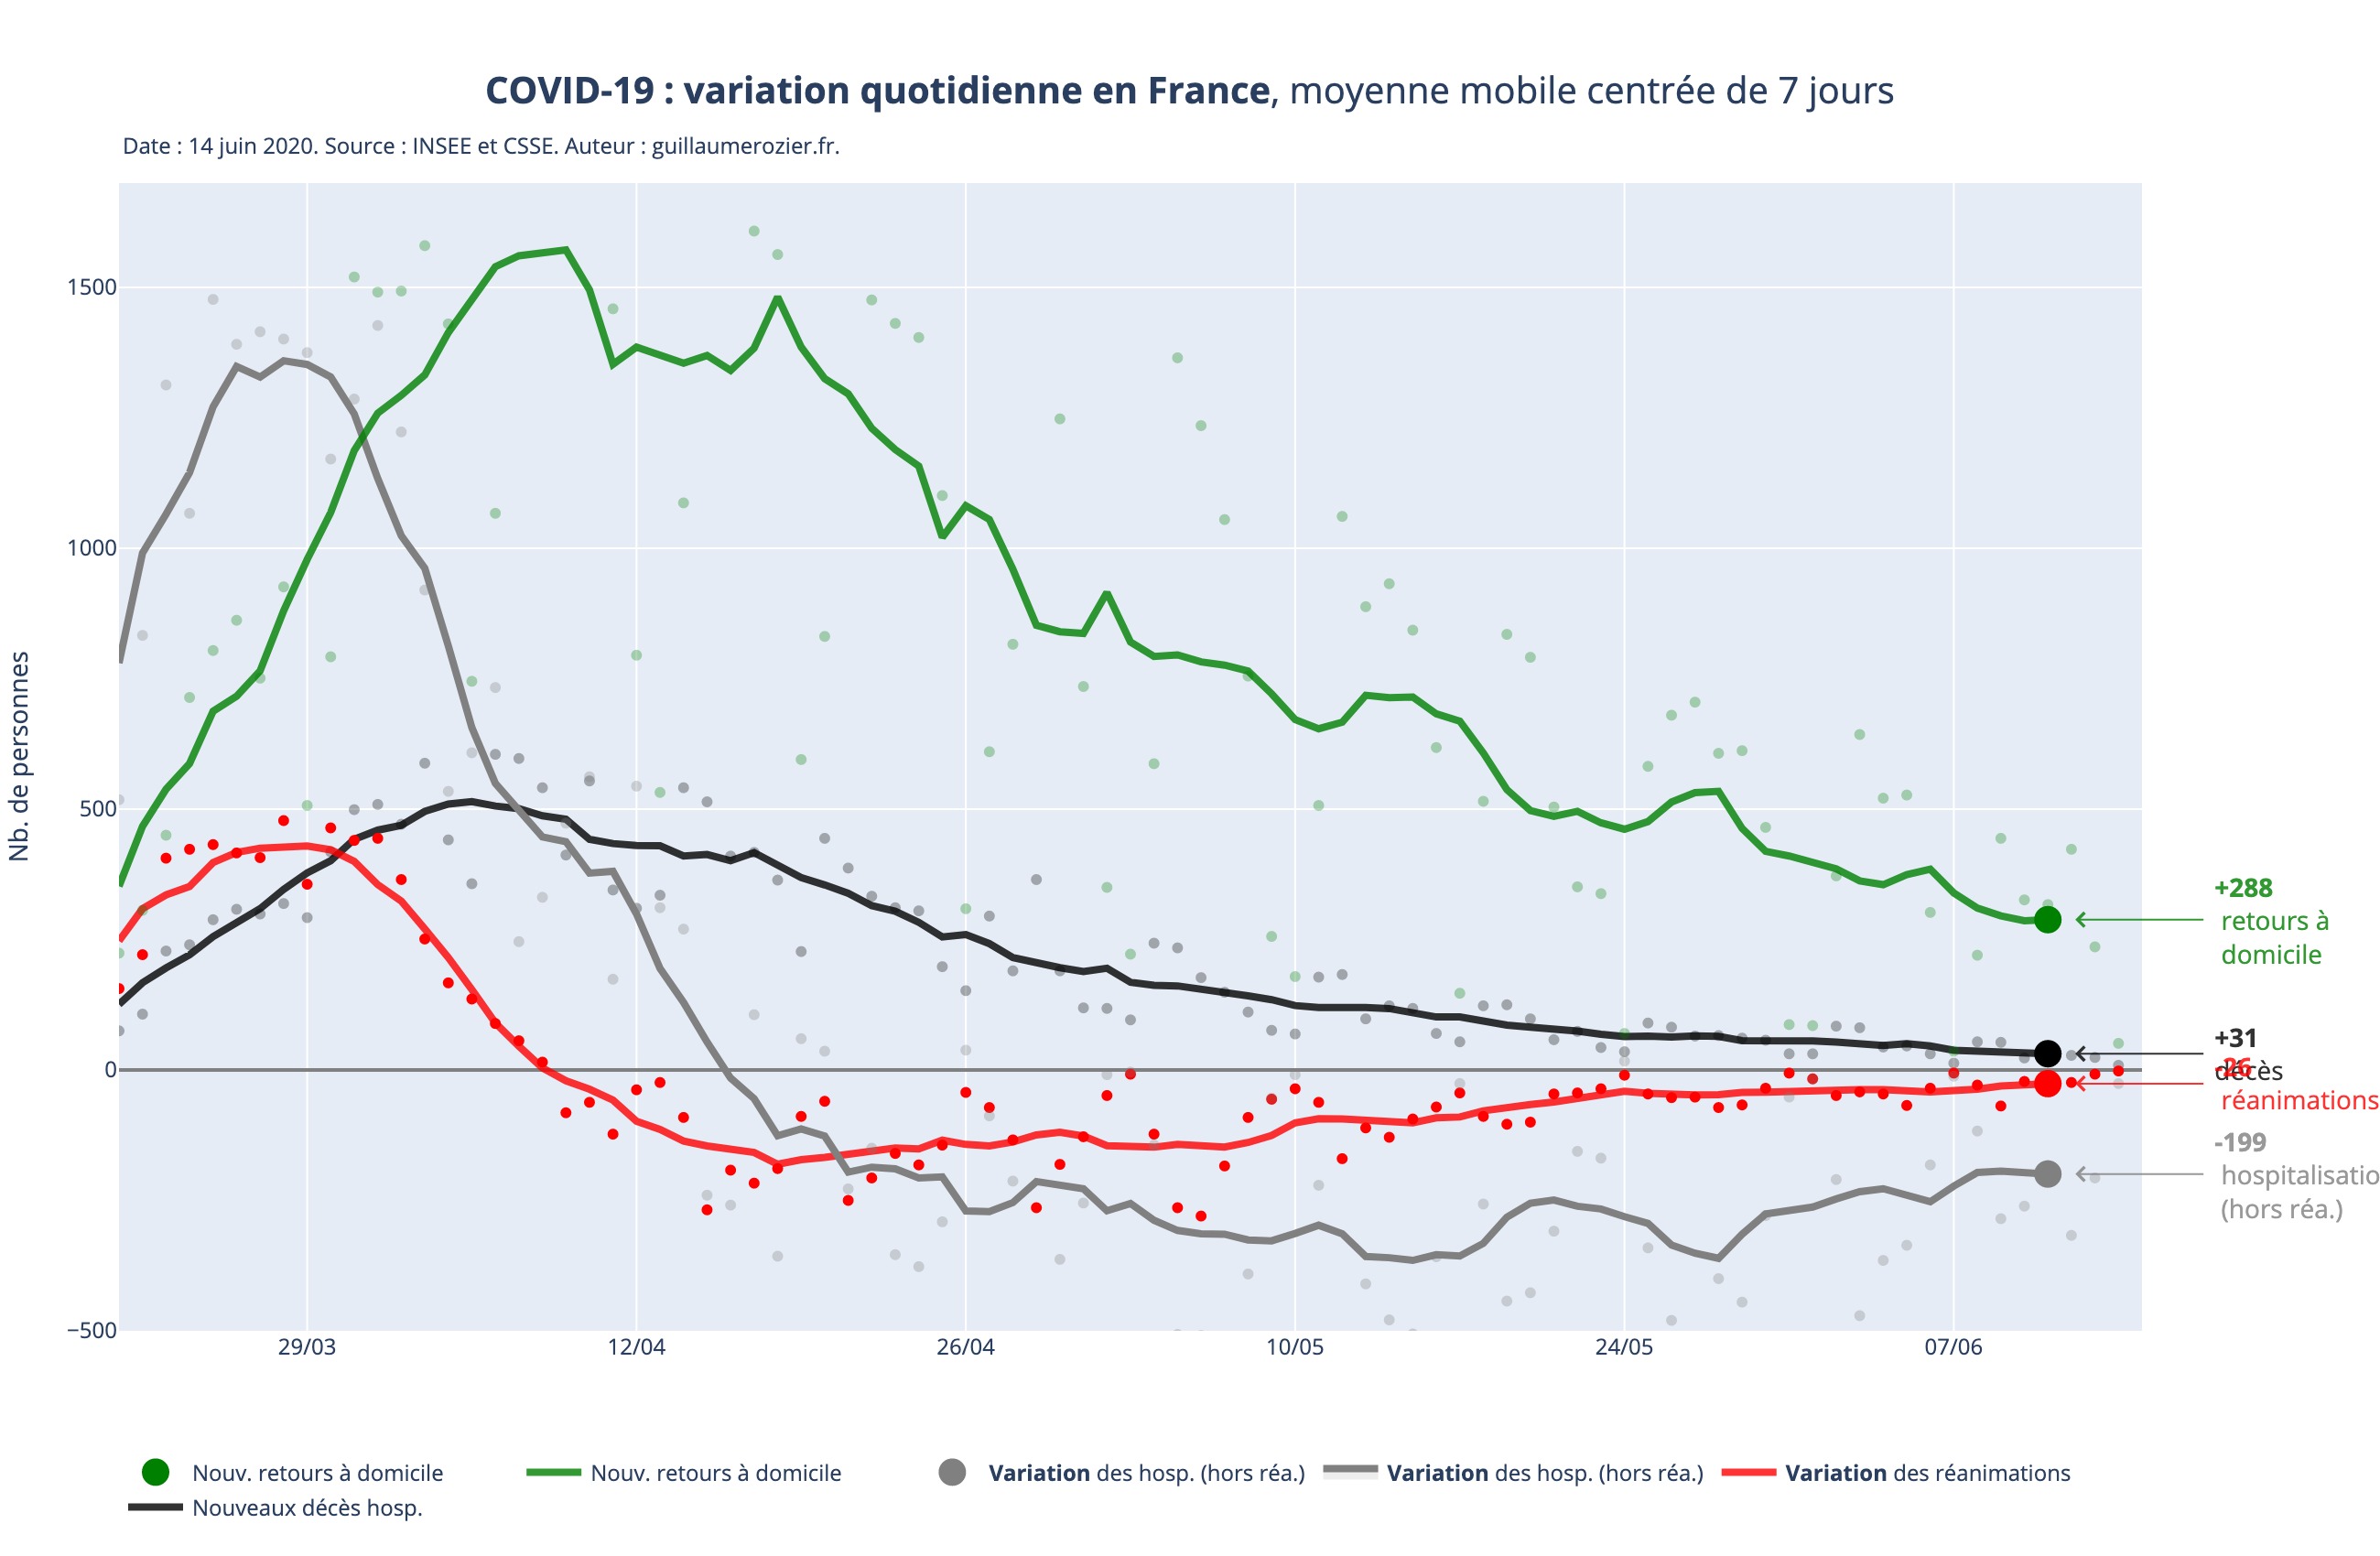 COVID-19 : variation quotidienne en France, moyenne mobile centrée de 7 jours
Date : 14 juin 2020. Source : INSEE et CSSE. Auteur : guillaumerozier.fr.
Nb. de personnes
1500
1000
500
0
−500
29/03
12/04
26/04
10/05
24/05
07/06
+288
retours à
domicile
+31
décès
-26
réanimations
-199
hospitalisatio
(hors réa.)
Nouv. retours à domicile
Nouv. retours à domicile
Variation des hosp. (hors réa.)
Variation des hosp. (hors réa.)
Variation des réanimations
Nouveaux décès hosp.